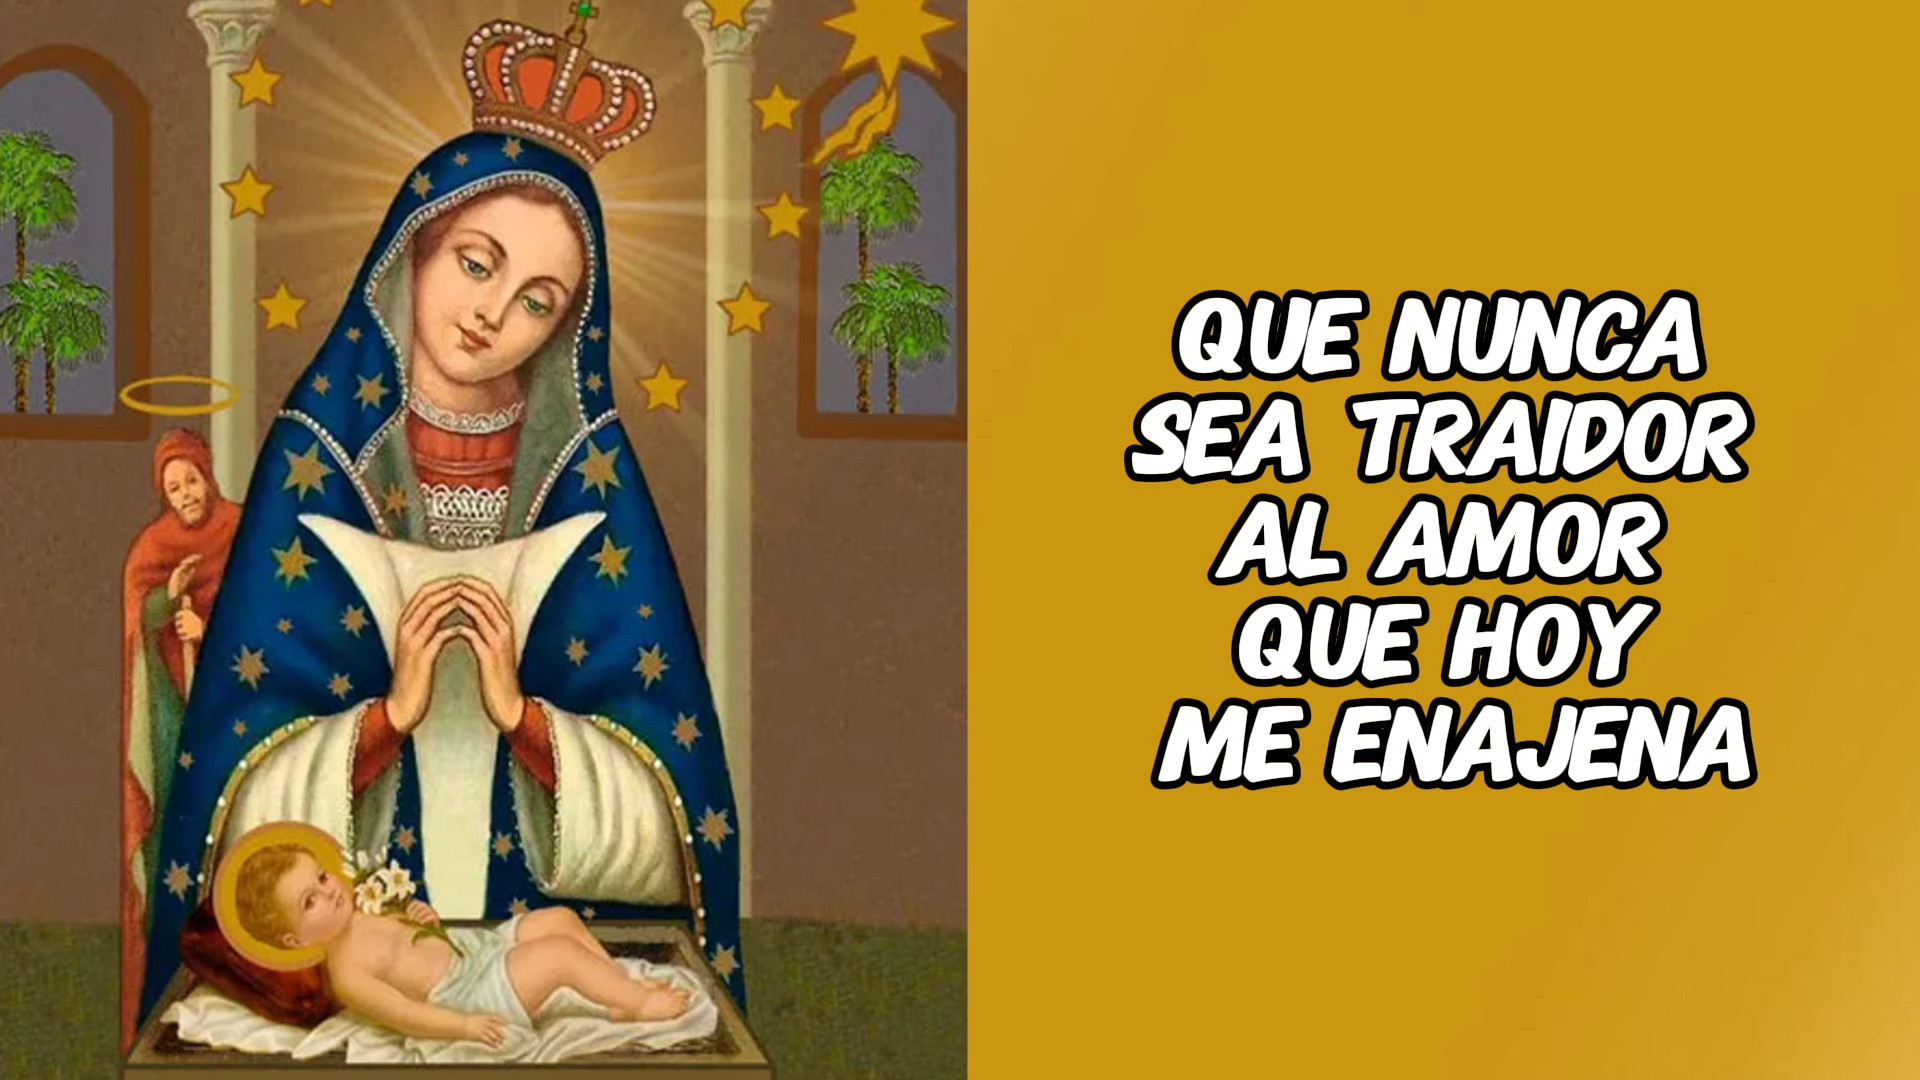 QUE NUNCA
SEA TRAIDOR
AL AMOR
QUE HOY
ME ENAJENA